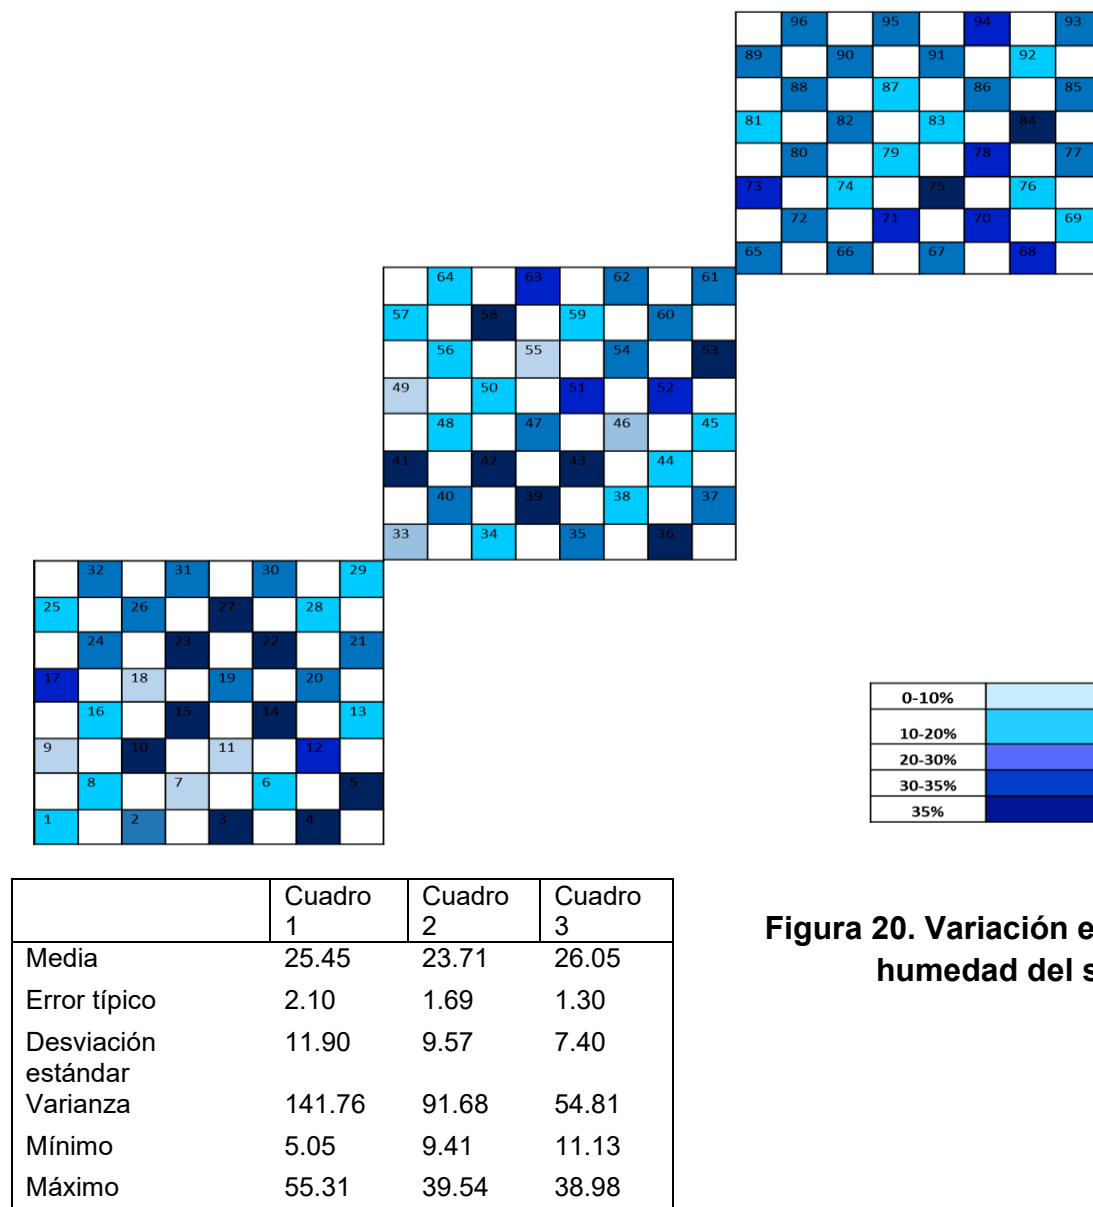 96 95 94 93
89 90 91 92
88 87 86 85
81 82 83 84
80 79 78 77
73 74 75 76
72 71 70 69
65 66 67 68
64 63 62 61
57 58 59 60
56 55 54 53
49 50 51 52
48 47 46 45
41 42 43 44
40 39 38 37
33 34 35 36
32 31 30 29
25 26 27 28
24 23 22 21
17 18 19 20
16 15 14 13
9 10 11 12
8 7 6 5
1 2 3 4
0-10%
10-20%
20-30%
30-35%
35%
Cuadro Cuadro Cuadro
1 2 3
Media 25.45 23.71 26.05
Error típico 2.10 1.69 1.30
Desviación 11.90 9.57 7.40
estándar
Varianza 141.76 91.68 54.81
Mínimo 5.05 9.41 11.13
Máximo 55.31 39.54 38.98
Figura 20. Variación e
humedad del s